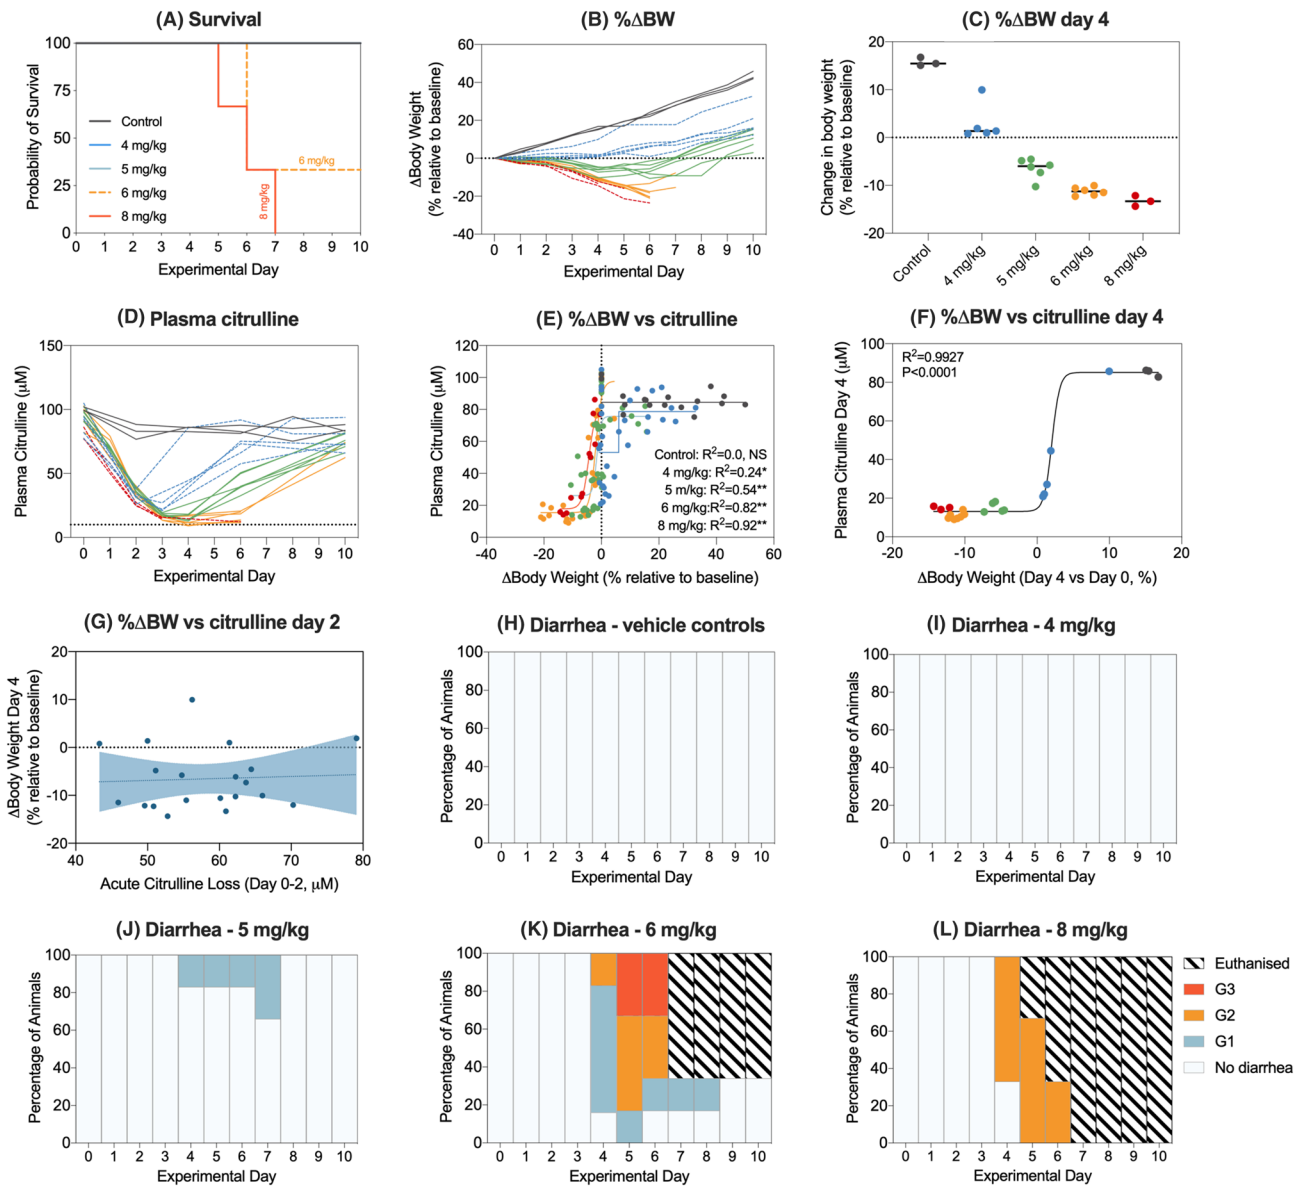 (A) Survival
Probability of Survival
100
75
50
25
0
Control
4 mg/kg
5 mg/kg
6 mg/kg
8 mg/kg
6 mg/kg
8 mg/kg
0 1 2 3 4 5 6 7 8 9 10
Experimental Day
(B) %ΔBW
ΔBody Weight
(% relative to baseline)
60
40
20
0
-20
-40
0 1 2 3 4 5 6 7 8 9 10
Experimental Day
(C) %ΔBW day 4
Change in body weight
(% relative to baseline)
20
10
0
-10
-20
Control
4 mg/kg
5 mg/kg
6 mg/kg
8 mg/kg
(D) Plasma citrulline
Plasma Citrulline (μM)
150
100
50
0
0 1 2 3 4 5 6 7 8 9 10
Experimental Day
(E) %ΔBW vs citrulline
Plasma Citrulline (μM)
120
100
80
60
40
20
0
Control: R2=0.0, NS
4 mg/kg: R2=0.24*
5 m/kg: R2=0.54**
6 mg/kg:R2=0.82**
8 mg/kg: R2=0.92**
-40 -20 0 20 40 60
ΔBody Weight (% relative to baseline)
(F) %ΔBW vs citrulline day 4
Plasma Citrulline Day 4 (μM)
100
80
60
40
20
0
R2=0.9927
P<0.0001
-20 -10 0 10 20
ΔBody Weight (Day 4 vs Day 0, %)
(G) %ΔBW vs citrulline day 2
ΔBody Weight Day 4
(% relative to baseline)
20
10
0
-10
-20
40 50 60 70 80
Acute Citrulline Loss (Day 0-2, μM)
(H) Diarrhea - vehicle controls
Percentage of Animals
100
80
60
40
20
0
0 1 2 3 4 5 6 7 8 9 10
Experimental Day
(I) Diarrhea - 4 mg/kg
Percentage of Animals
100
80
60
40
20
0
0 1 2 3 4 5 6 7 8 9 10
Experimental Day
(J) Diarrhea - 5 mg/kg
Percentage of Animals
100
80
60
40
20
0
0 1 2 3 4 5 6 7 8 9 10
Experimental Day
(K) Diarrhea - 6 mg/kg
Percentage of Animals
100
80
60
40
20
0
0 1 2 3 4 5 6 7 8 9 10
Experimental Day
(L) Diarrhea - 8 mg/kg
Percentage of Animals
100
80
60
40
20
0
0 1 2 3 4 5 6 7 8 9 10
Experimental Day
Euthanised
G3
G2
G1
No diarrhea